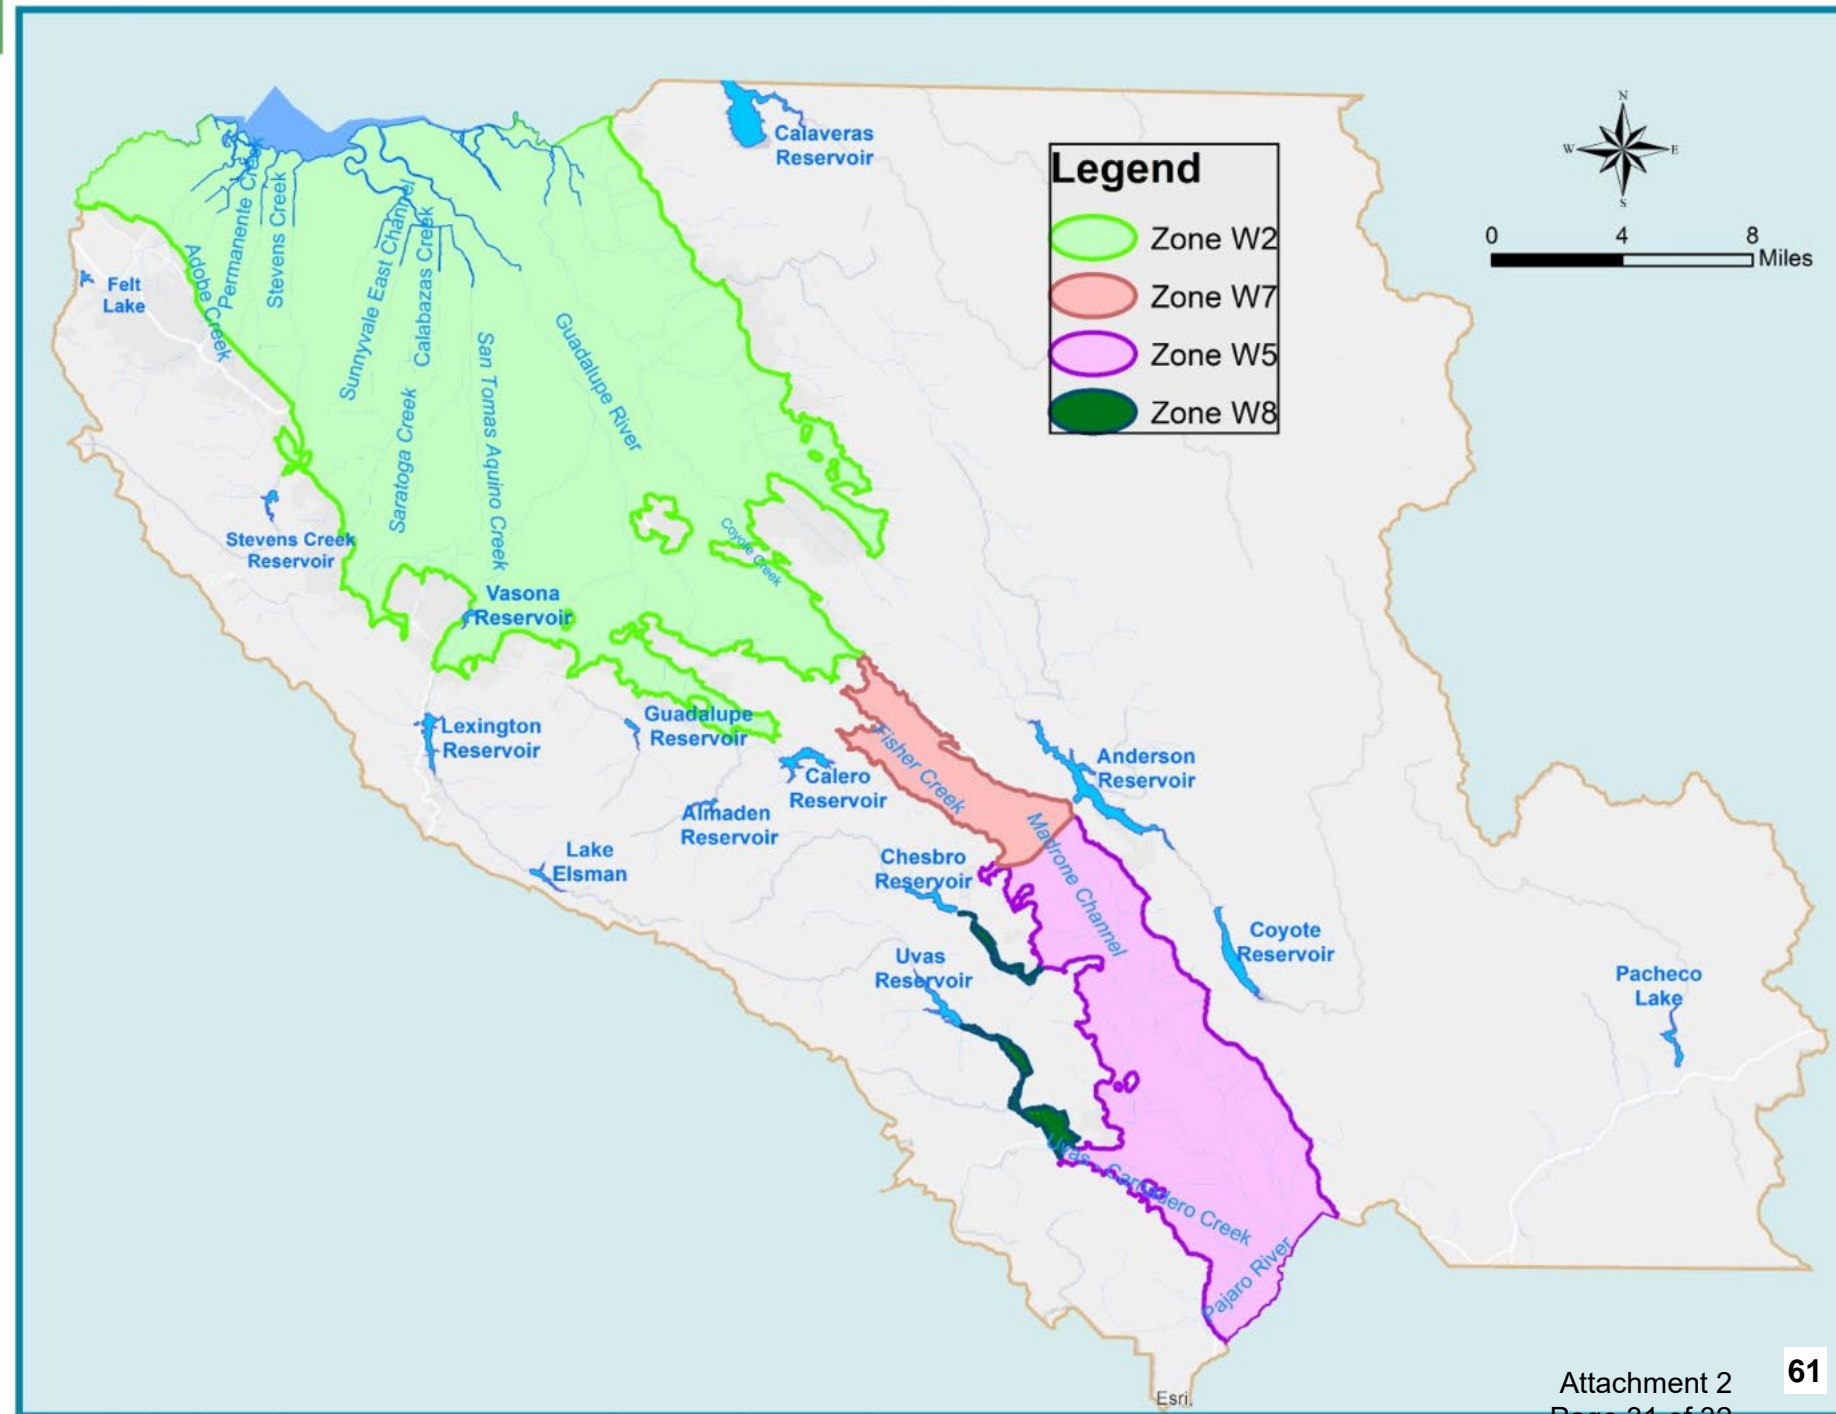 Calaveras
Reservoir
Legend
Zone W2
Zone W7
Zone W5
Zone W8
N
W
E
S
0
4
8
Miles
Felt
Lake
Adobe Creek
Permanente Creek
Stevens Creek
Sunnyvale East Channel
Calabazas Creek
Saratoga Creek
San Tomas Aquino Creek
Guadalupe River
Coyote Creek
Stevens Creek
Reservoir
Vasona
Reservoir
Lexington
Reservoir
Guadalupe
Reservoir
Calero
Reservoir
Almaden
Reservoir
Lake
Elsman
Fisher Creek
Anderson
Reservoir
Madrone Channel
Chesbro
Reservoir
Uvas
Reservoir
Coyote
Reservoir
Pacheco
Lake
Uvas - Carnadero Creek
Pajaro River
Esri,
Attachment 2
Page 31 of 32
61